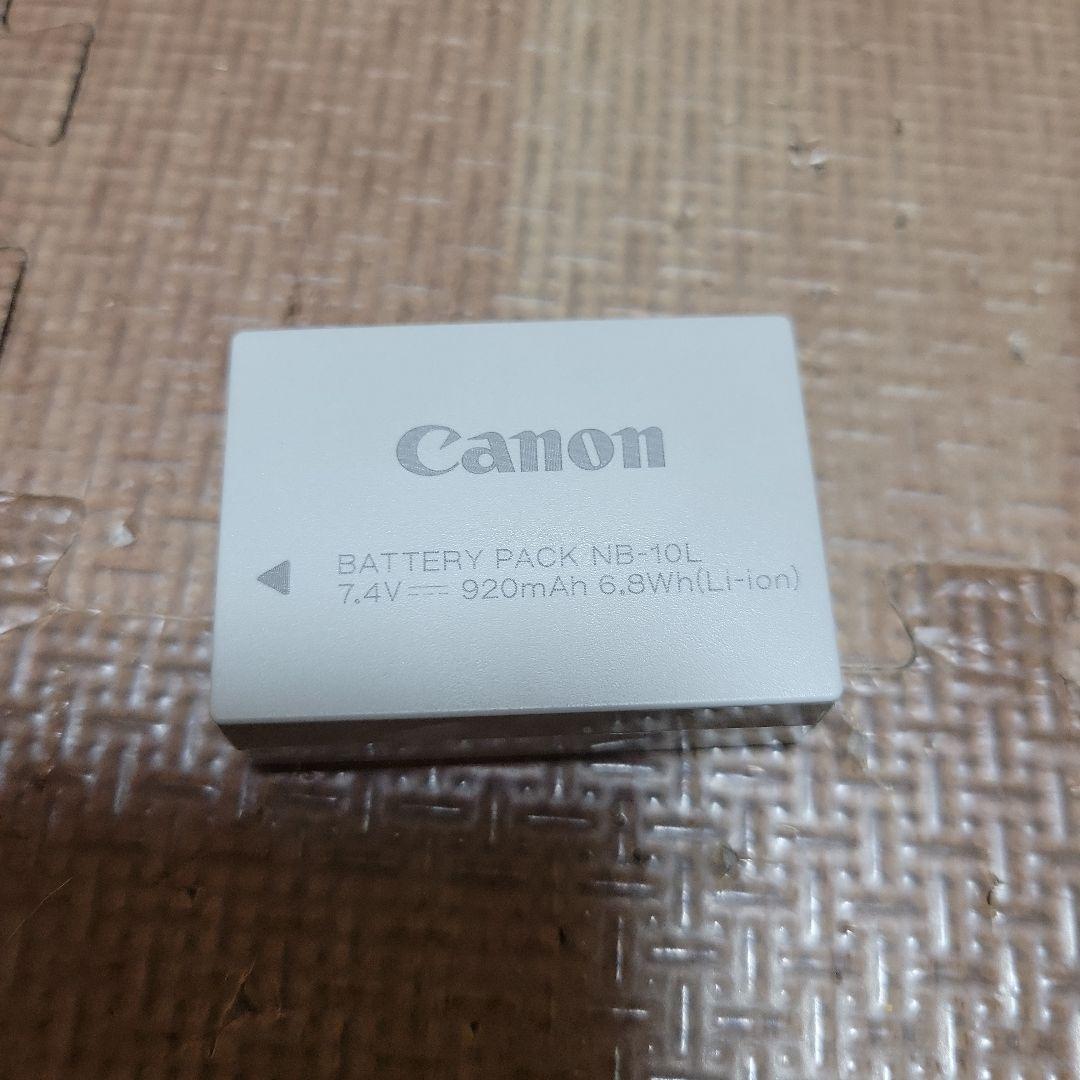 Canon
BATTERY PACK NB-10L
7.4V⎓ 920mAh 6.8Wh(Li-ion)